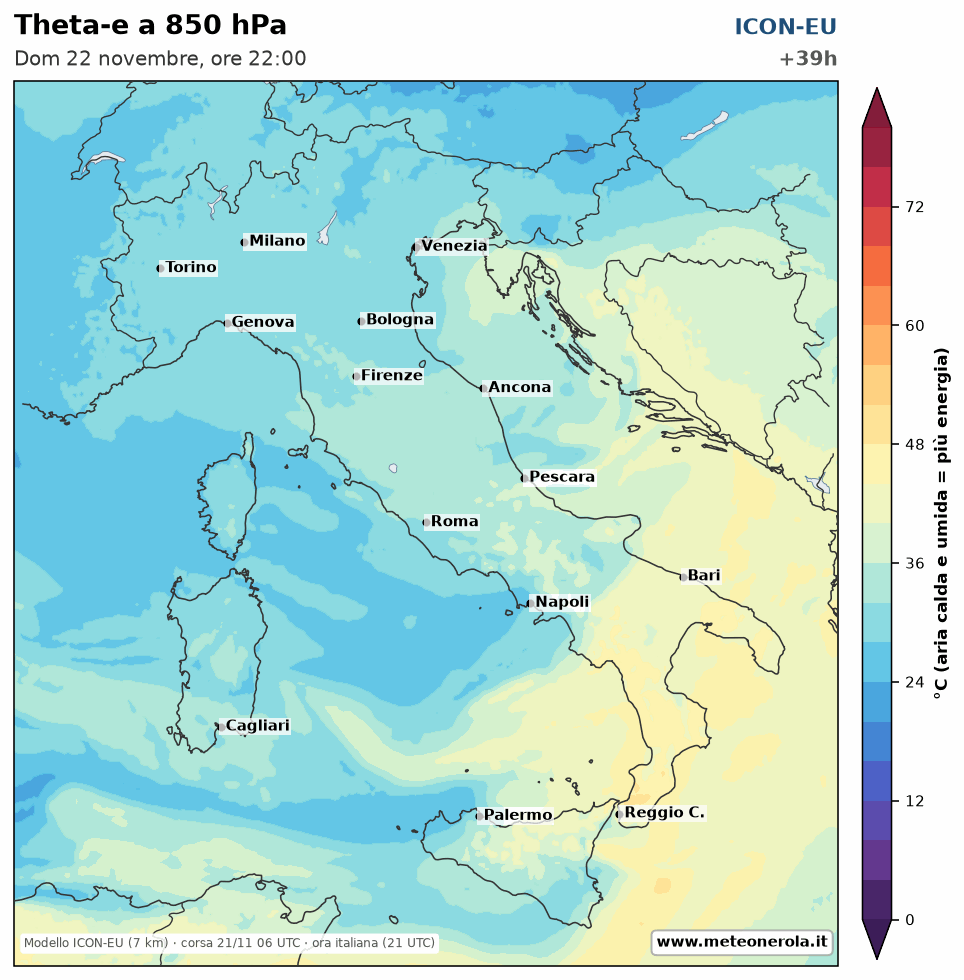 Theta-e a 850 hPa
ICON-EU
Dom 22 novembre, ore 22:00
+39h
Milano
Venezia
Torino
Genova
Bologna
Firenze
Ancona
Pescara
Roma
Bari
Napoli
Cagliari
Palermo
Reggio C.
72
60
48
36
24
12
0
°C (aria calda e umida = più energia)
Modello ICON-EU (7 km) · corsa 21/11 06 UTC · ora italiana (21 UTC)
www.meteonerola.it